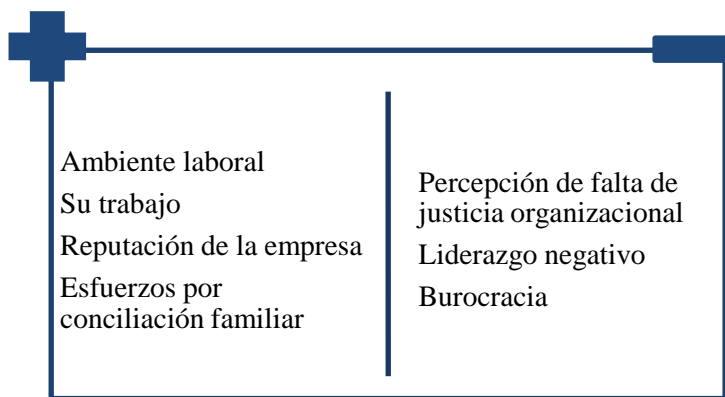 Ambiente laboral
Su trabajo
Reputación de la empresa
Esfuerzos por
conciliación familiar
Percepción de falta de
justicia organizacional
Liderazgo negativo
Burocracia